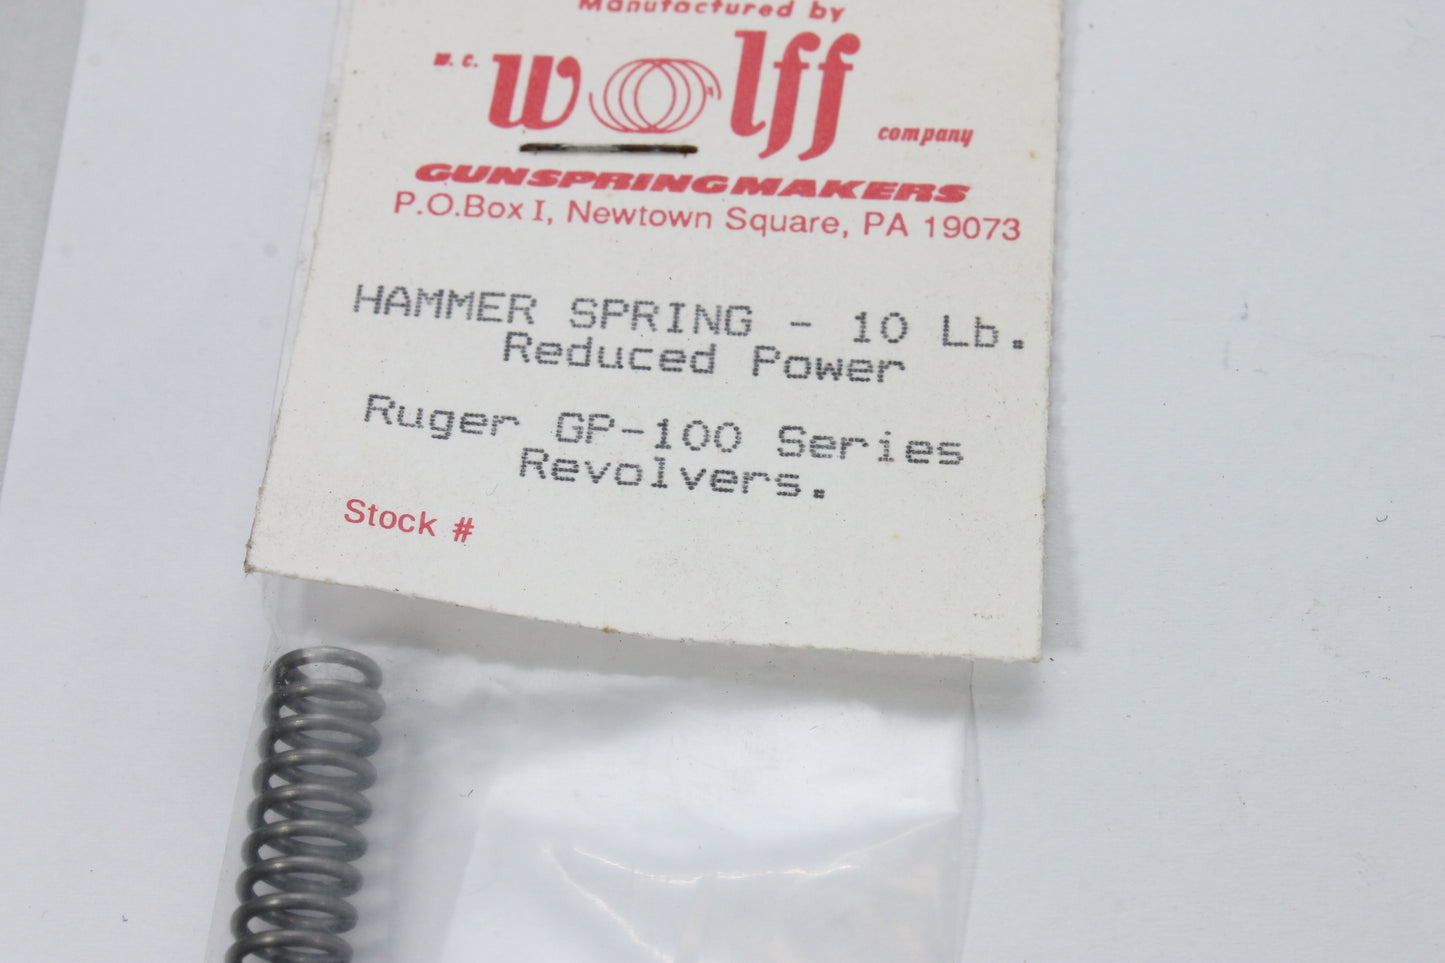 Manufactured by
W. C. Wolff company
GUNSPRINGMAKERS
P.O.Box I, Newtown Square, PA 19073
HAMMER SPRING - 10 Lb.
Reduced Power
Ruger GP-100 Series
Revolvers.
Stock #